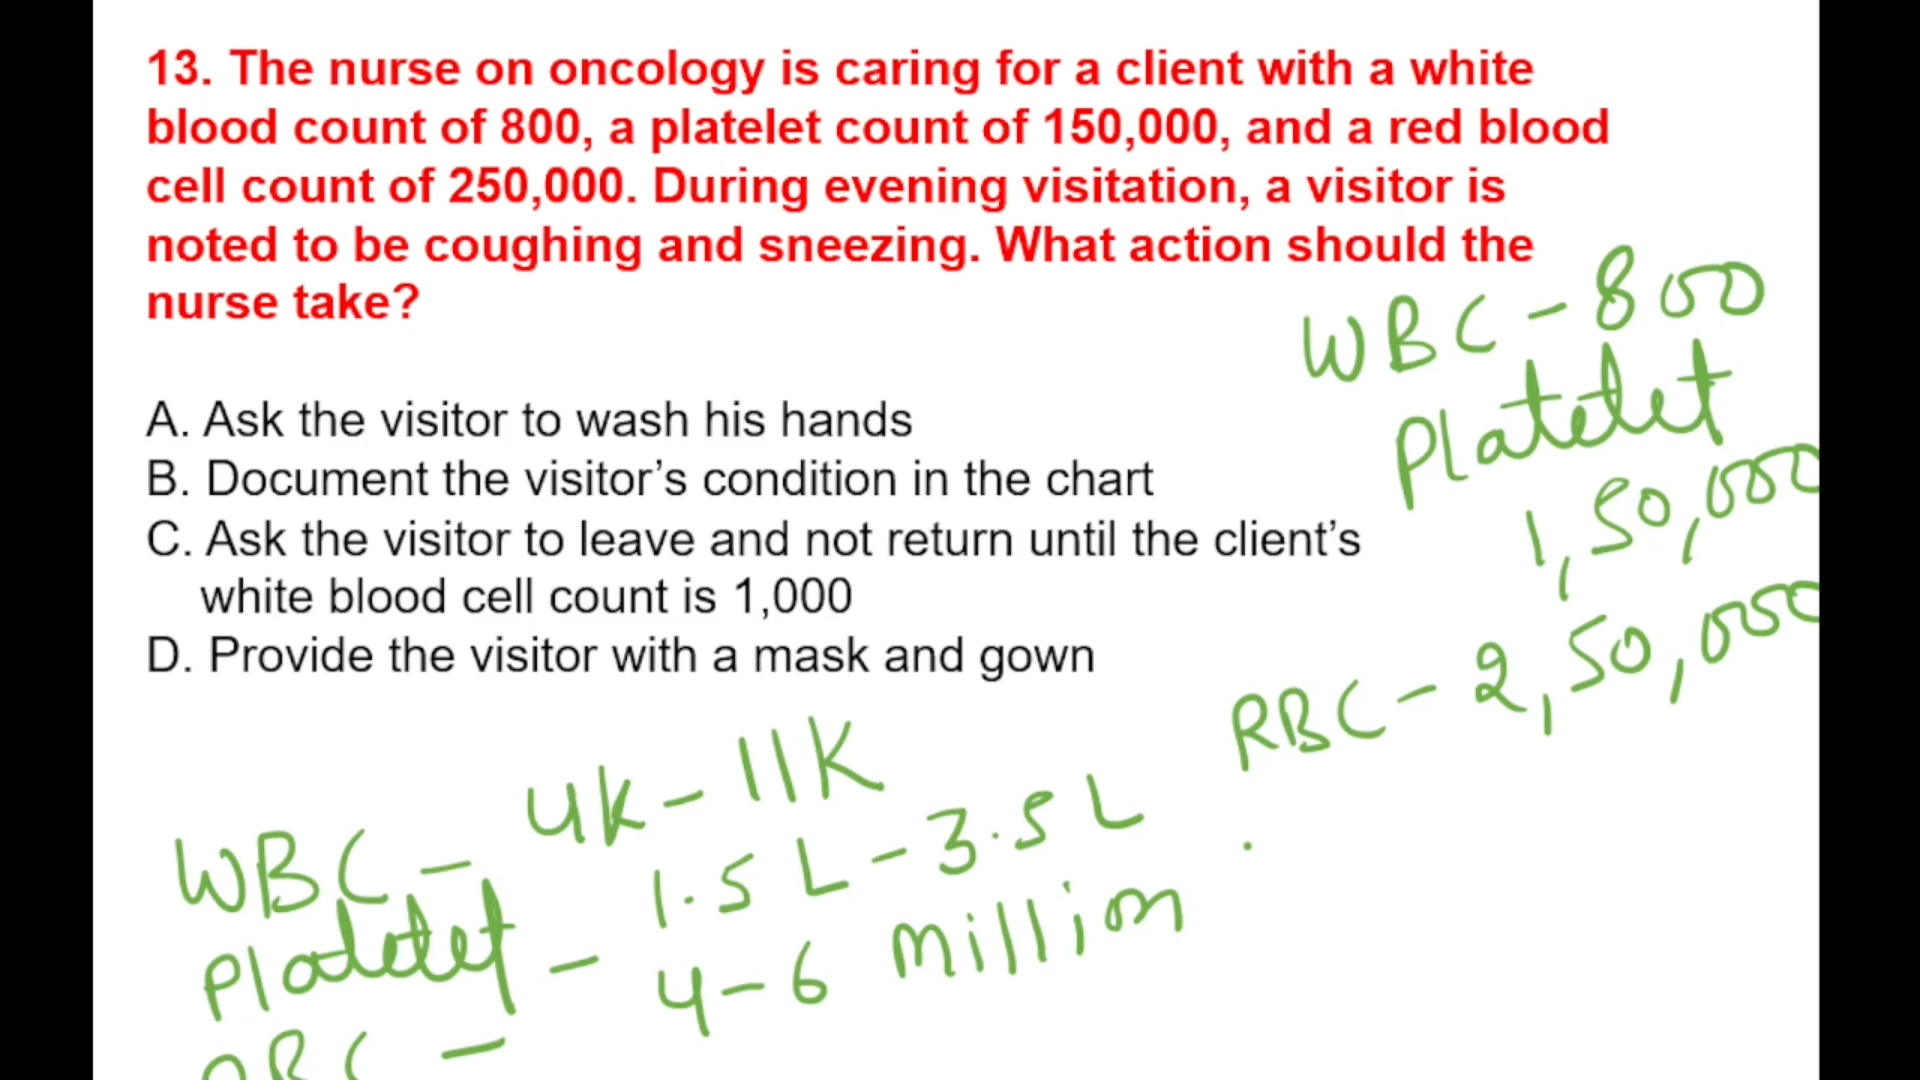 13. The nurse on oncology is caring for a client with a white
blood count of 800, a platelet count of 150,000, and a red blood
cell count of 250,000. During evening visitation, a visitor is
noted to be coughing and sneezing. What action should the
nurse take?
WBC - 800
Platelet
1,50,000
RBC - 2,50,000
A. Ask the visitor to wash his hands
B. Document the visitor’s condition in the chart
C. Ask the visitor to leave and not return until the client’s
white blood cell count is 1,000
D. Provide the visitor with a mask and gown
WBC - 4K - 11K
Platelet - 1.5 L - 3.5 L
RBC - 4 - 6 million